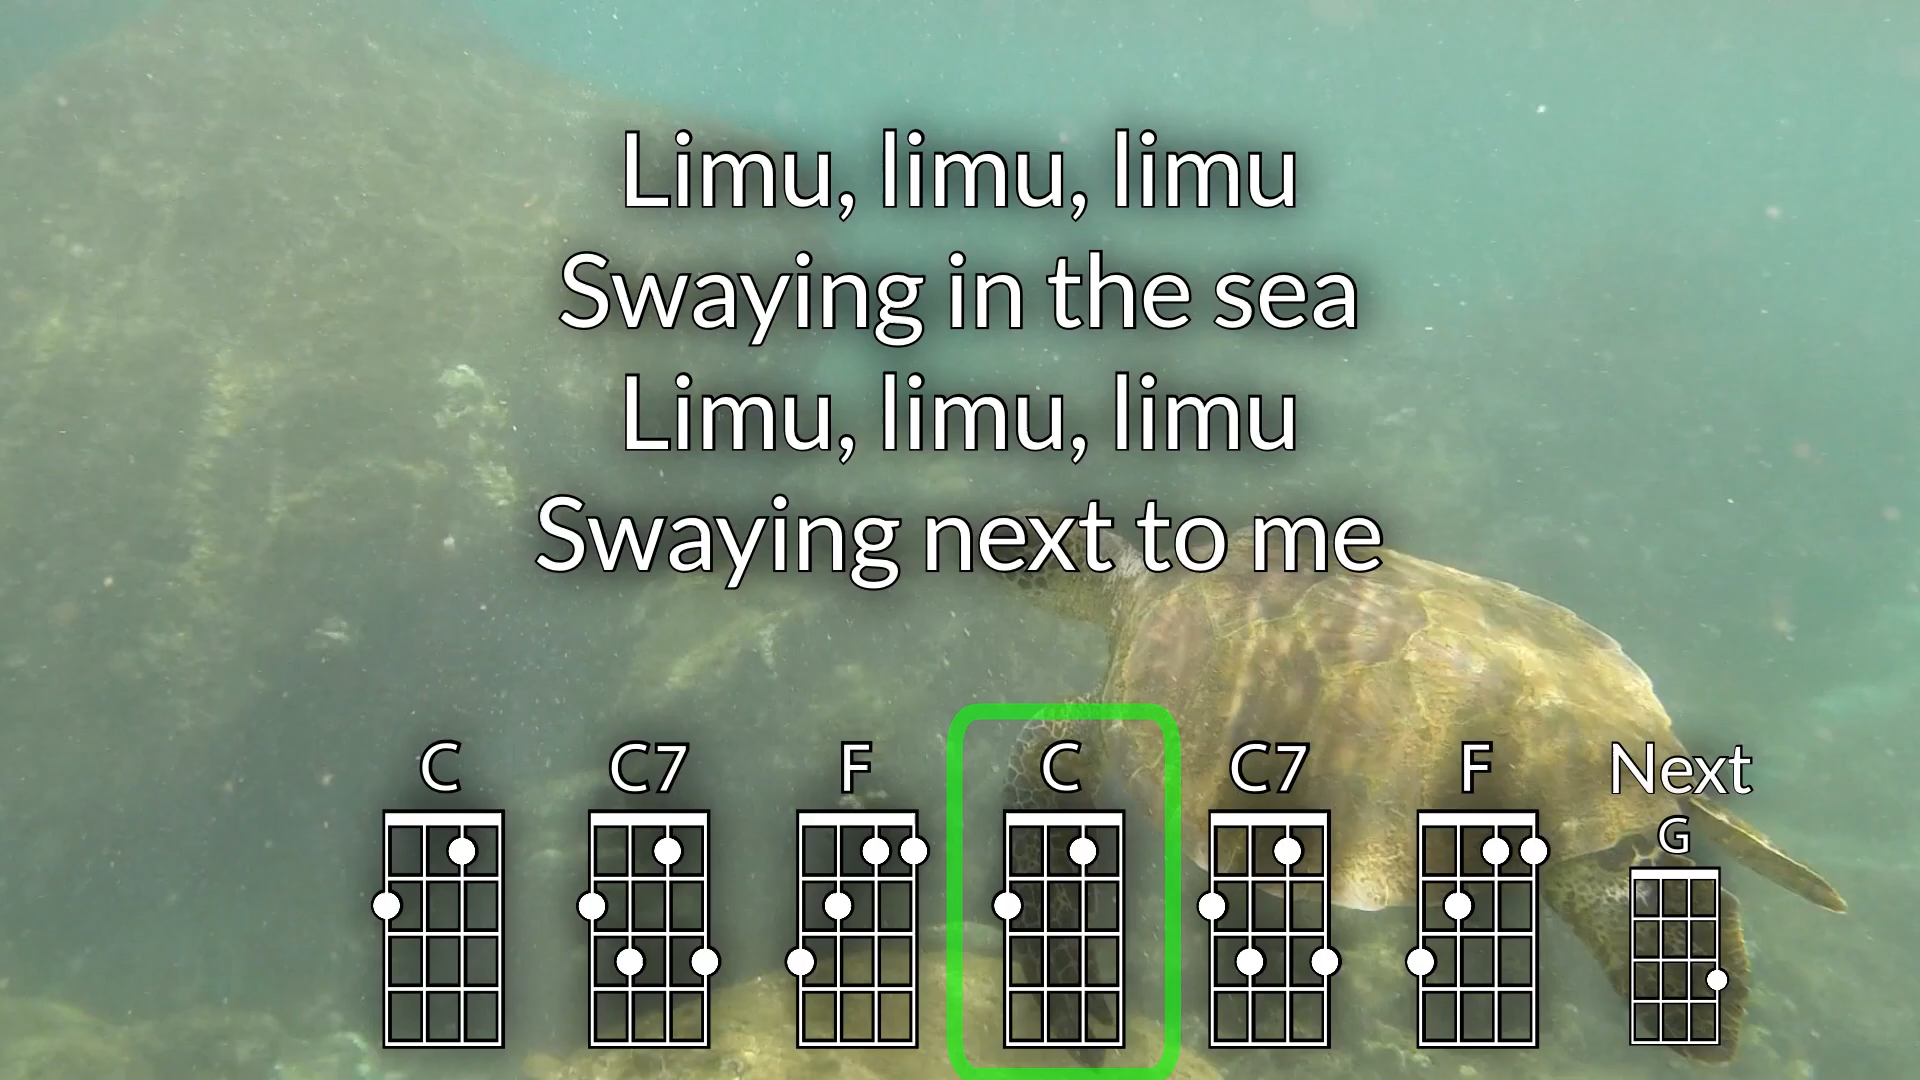 Limu, limu, limu
Swaying in the sea
Limu, limu, limu
Swaying next to me
C C7 F C C7 F Next
G